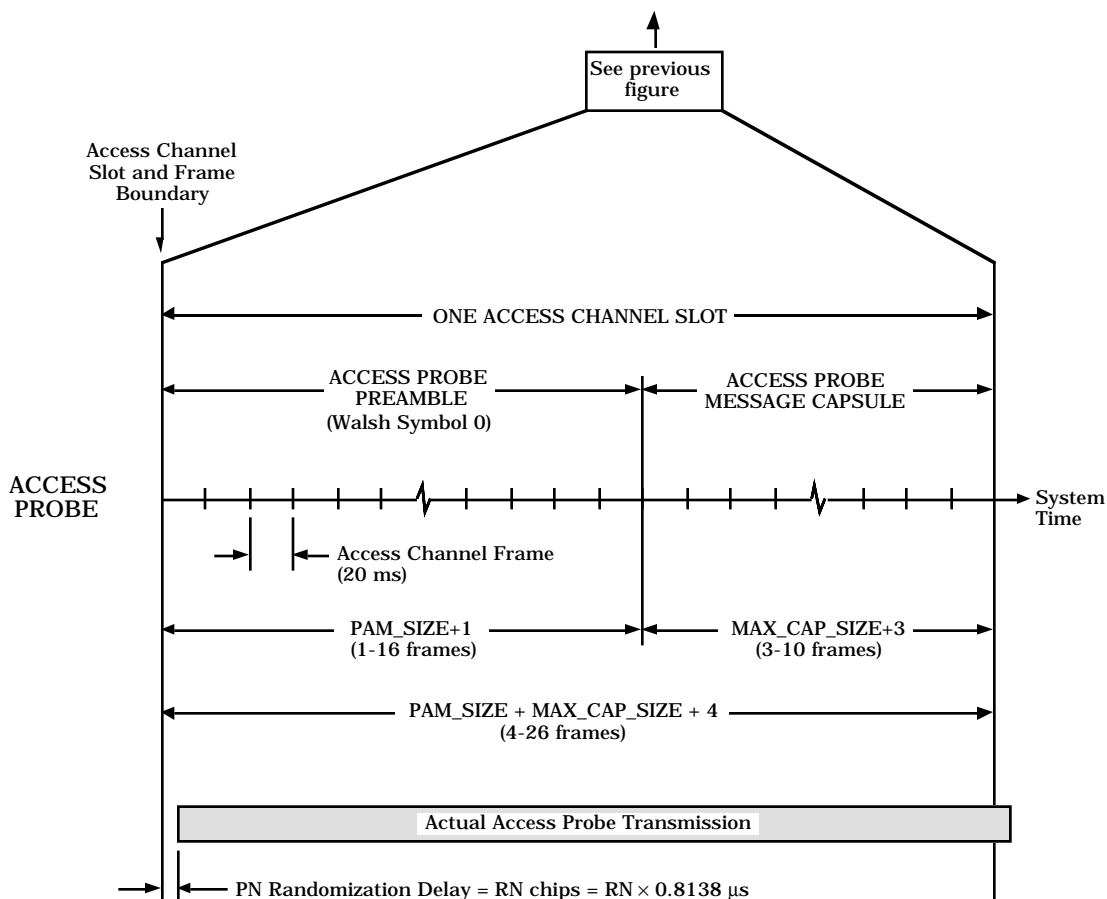 See previous
figure
Access Channel
Slot and Frame
Boundary
ONE ACCESS CHANNEL SLOT
ACCESS PROBE
PREAMBLE
(Walsh Symbol 0)
ACCESS PROBE
MESSAGE CAPSULE
ACCESS
PROBE
System
Time
Access Channel Frame
(20 ms)
PAM_SIZE+1
(1-16 frames)
MAX_CAP_SIZE+3
(3-10 frames)
PAM_SIZE + MAX_CAP_SIZE + 4
(4-26 frames)
Actual Access Probe Transmission
PN Randomization Delay = RN chips = RN × 0.8138 µs